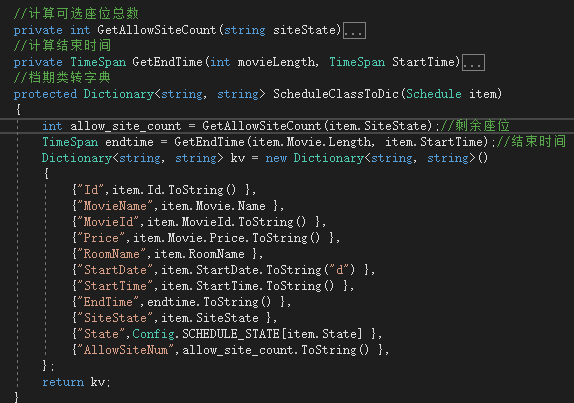 //计算可选座位总数
private int GetAllowSiteCount(string siteState)...
//计算结束时间
private TimeSpan GetEndTime(int movieLength, TimeSpan StartTime)...
//档期类转字典
protected Dictionary<string, string> ScheduleClassToDic(Schedule item)
{
    int allow_site_count = GetAllowSiteCount(item.SiteState);//剩余座位
    TimeSpan endtime = GetEndTime(item.Movie.Length, item.StartTime);//结束时间
    Dictionary<string, string> kv = new Dictionary<string, string>()
    {
        {"Id",item.Id.ToString() },
        {"MovieName",item.Movie.Name },
        {"MovieId",item.MovieId.ToString() },
        {"Price",item.Movie.Price.ToString() },
        {"RoomName",item.RoomName },
        {"StartDate",item.StartDate.ToString("d") },
        {"StartTime",item.StartTime.ToString() },
        {"EndTime",endtime.ToString() },
        {"SiteState",item.SiteState },
        {"State",Config.SCHEDULE_STATE[item.State] },
        {"AllowSiteNum",allow_site_count.ToString() },
    };
    return kv;
}